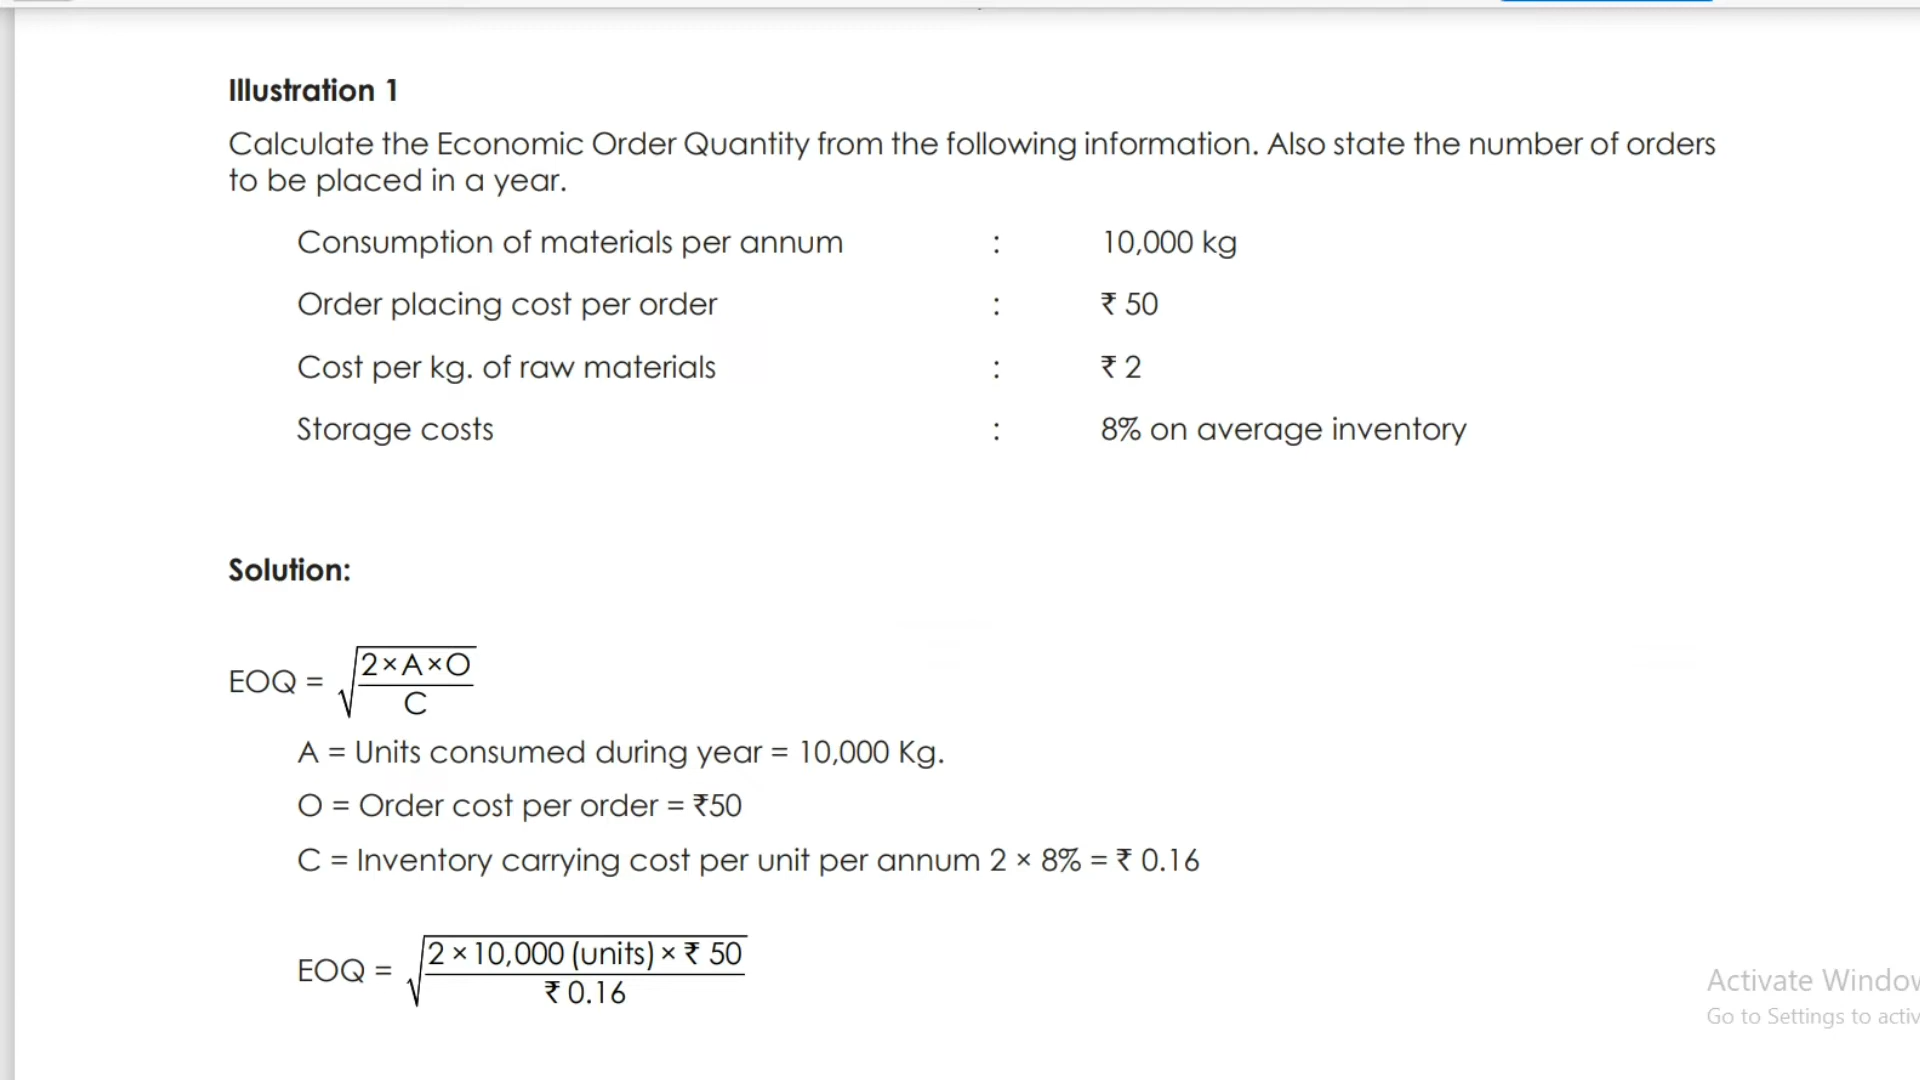 Illustration 1
Calculate the Economic Order Quantity from the following information. Also state the number of orders
to be placed in a year.
Consumption of materials per annum : 10,000 kg
Order placing cost per order : ₹ 50
Cost per kg. of raw materials : ₹ 2
Storage costs : 8% on average inventory
Solution:
EOQ = √(2×A×O / C)
A = Units consumed during year = 10,000 Kg.
O = Order cost per order = ₹50
C = Inventory carrying cost per unit per annum 2 × 8% = ₹ 0.16
EOQ = √(2 × 10,000 (units) × ₹ 50 / ₹ 0.16)
Activate Window
Go to Settings to activ